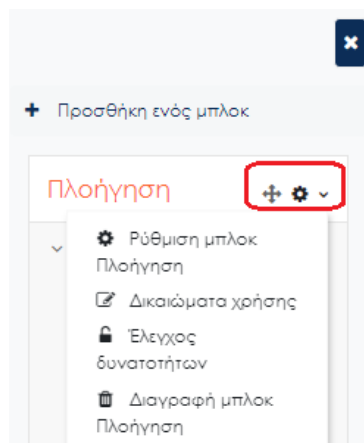 Προσθήκη ενός μπλοκ
Πλοήγηση
Ρύθμιση μπλοκ
Πλοήγηση
Δικαιώματα χρήσης
Έλεγχος
δυνατοτήτων
Διαγραφή μπλοκ
Πλοήγηση